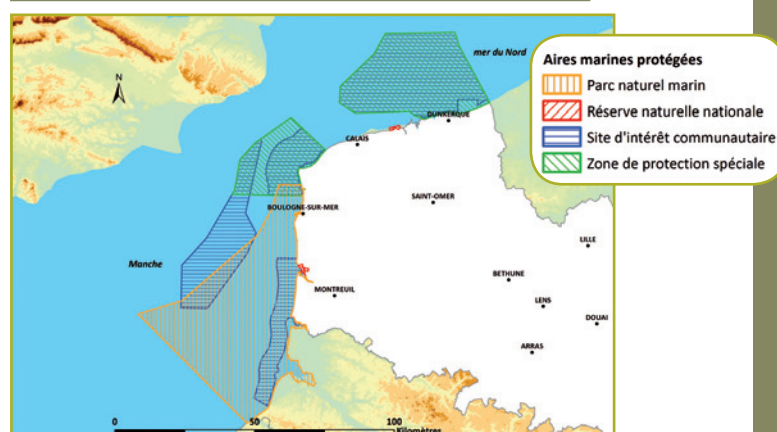 mer du Nord
Aires marines protégées
Parc naturel marin
Réserve naturelle nationale
Site d'intérêt communautaire
Zone de protection spéciale
N
DUNKERQUE
CALAIS
SAINT-OMER
BOULOGNE-SUR-MER
LILLE
Manche
BETHUNE
MONTREUIL
LENS
DOUAI
ARRAS
0 50 100
Kilomètres